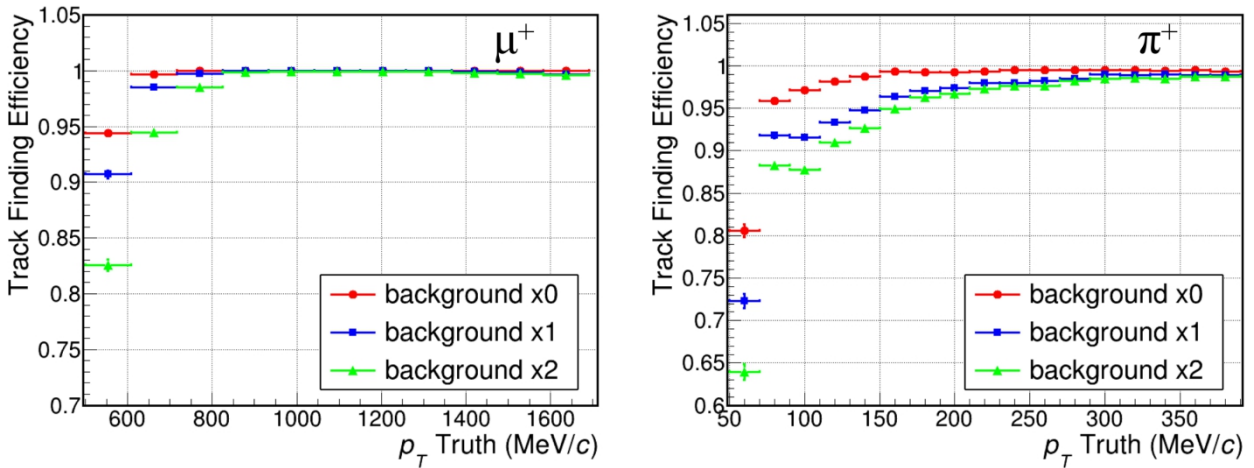 μ⁺
Track Finding Efficiency
1.05
1
0.95
0.9
0.85
0.8
0.75
0.7
background x0
background x1
background x2
600 800 1000 1200 1400 1600
p_T Truth (MeV/c)
π⁺
Track Finding Efficiency
1.05
1
0.95
0.9
0.85
0.8
0.75
0.7
0.65
0.6
background x0
background x1
background x2
50 100 150 200 250 300 350
p_T Truth (MeV/c)